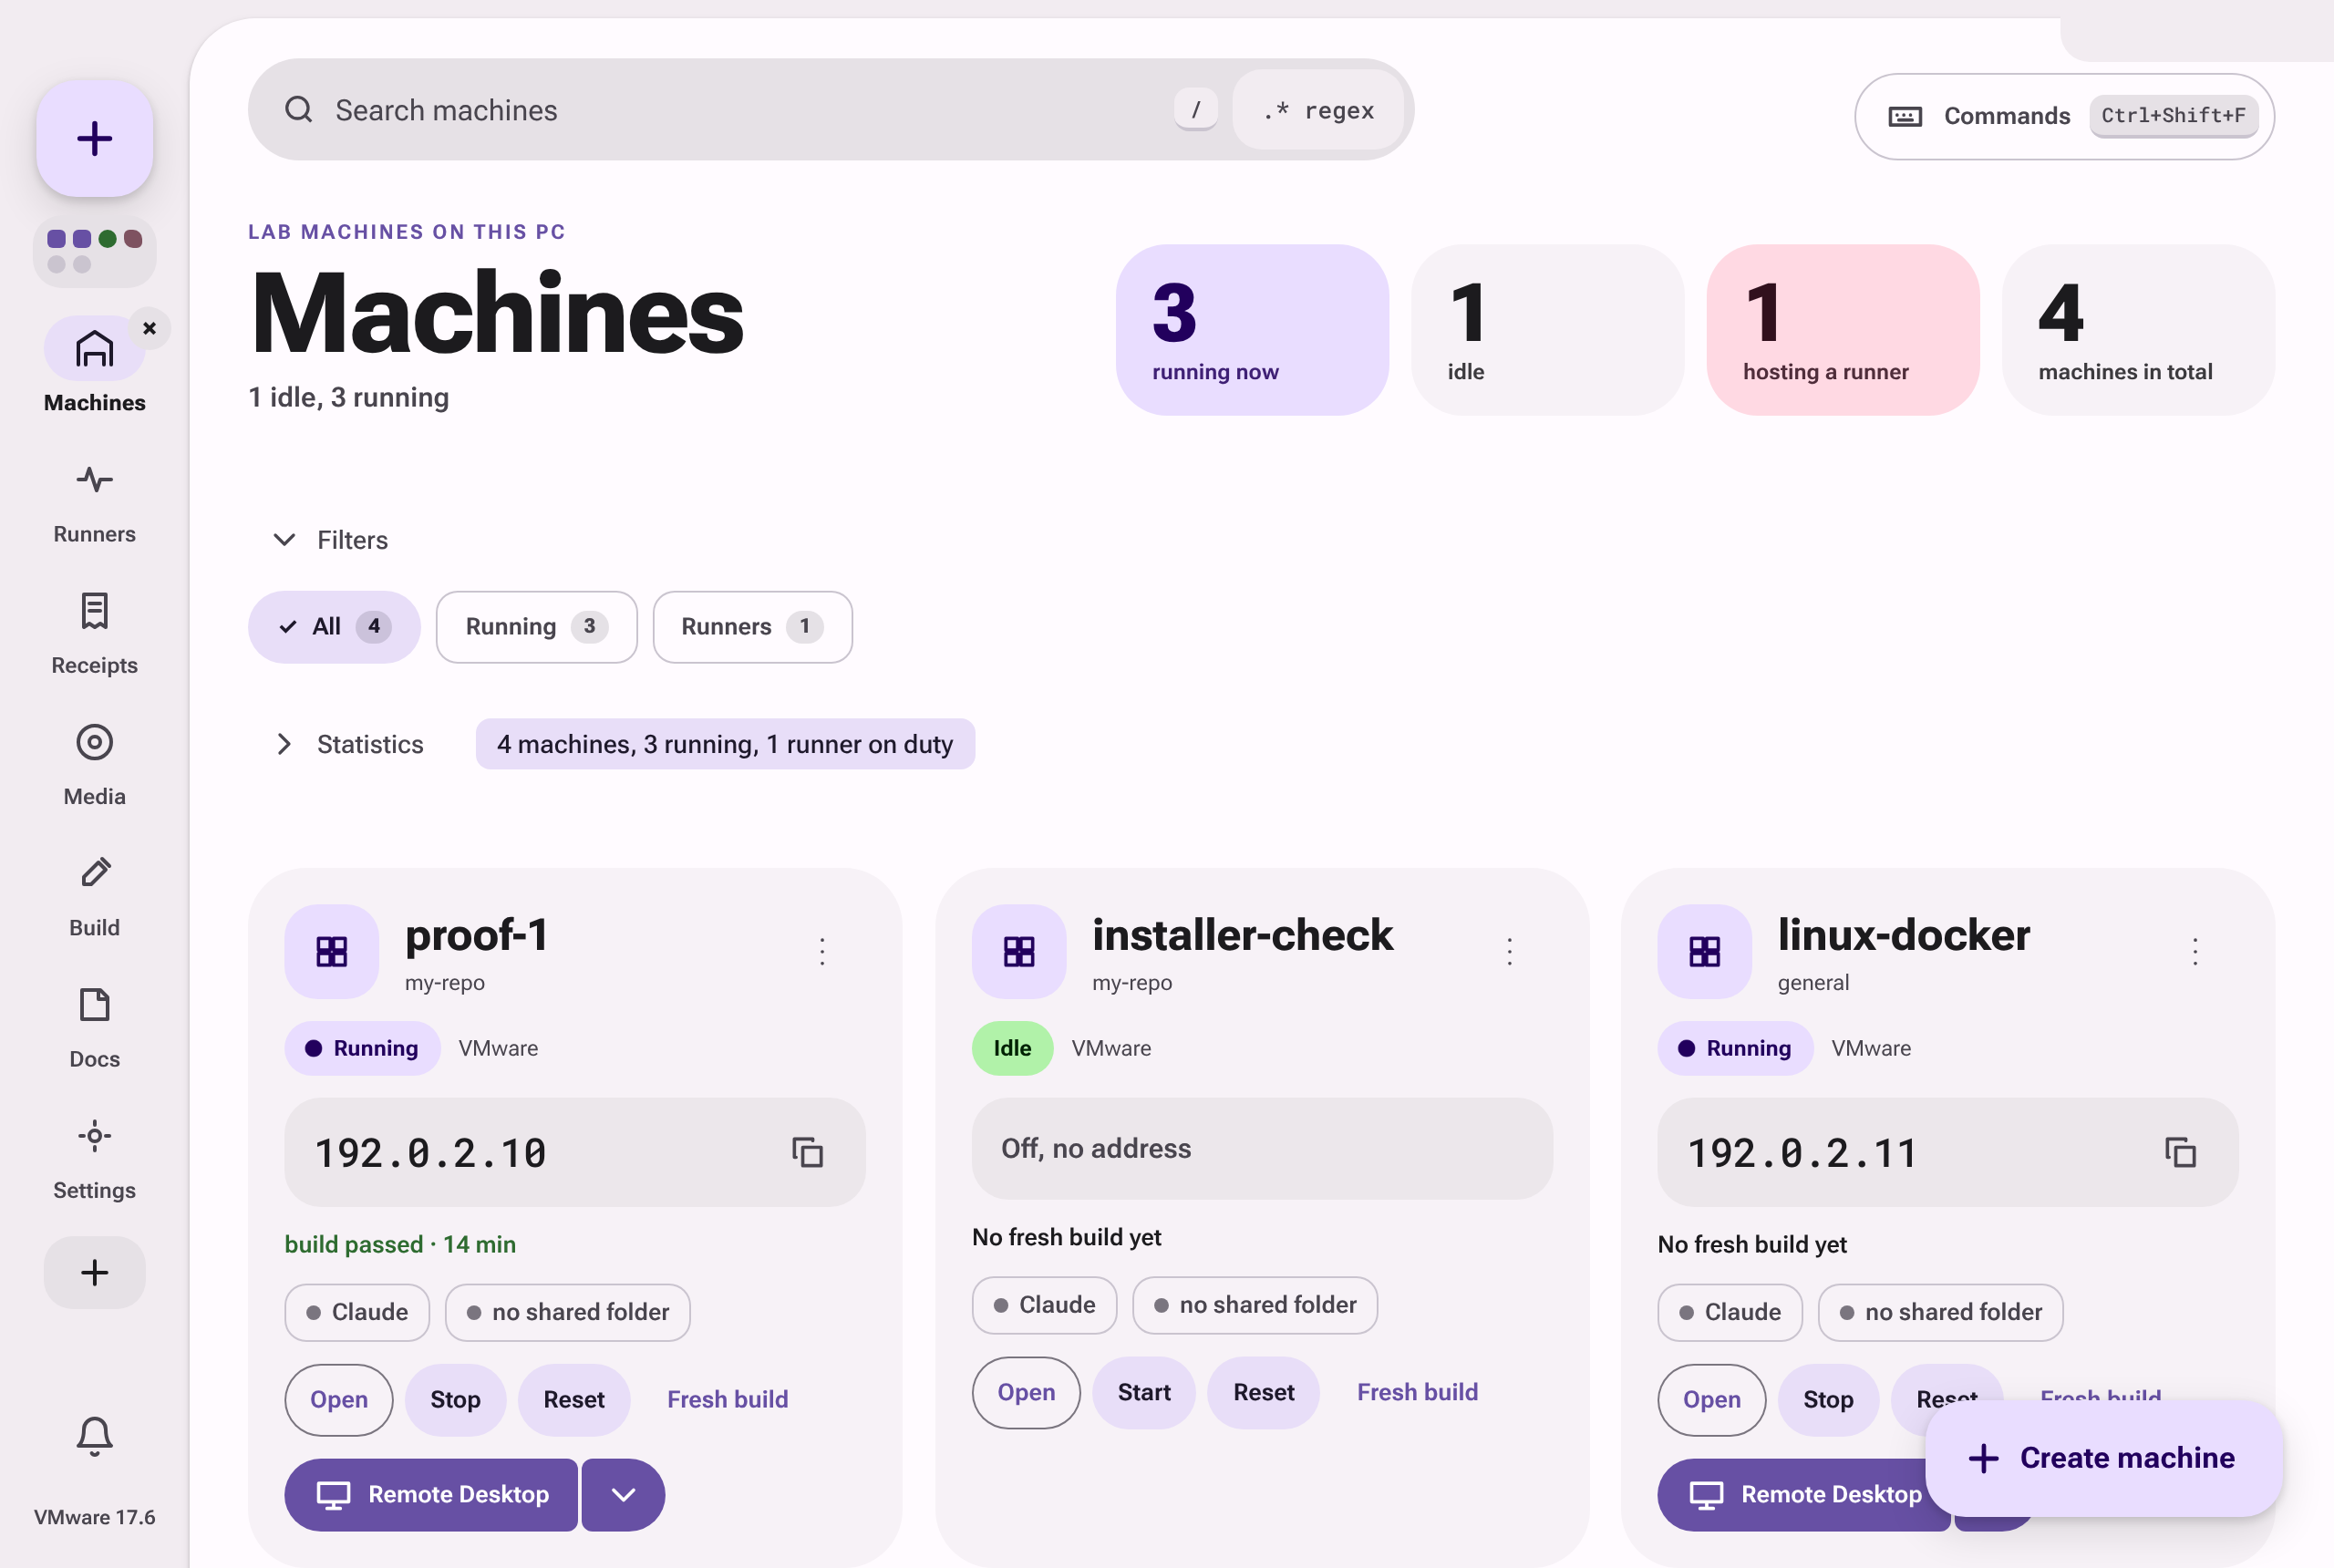 Search machines
/
.* regex
Commands
Ctrl+Shift+F
Machines
Runners
Receipts
Media
Build
Docs
Settings
VMware 17.6
LAB MACHINES ON THIS PC
Machines
1 idle, 3 running
3
running now
1
idle
1
hosting a runner
4
machines in total
Filters
All 4
Running 3
Runners 1
Statistics
4 machines, 3 running, 1 runner on duty
proof-1
my-repo
Running
VMware
192.0.2.10
build passed · 14 min
Claude
no shared folder
Open
Stop
Reset
Fresh build
Remote Desktop
installer-check
my-repo
Idle
VMware
Off, no address
No fresh build yet
Claude
no shared folder
Open
Start
Reset
Fresh build
linux-docker
general
Running
VMware
192.0.2.11
No fresh build yet
Claude
no shared folder
Open
Stop
Reset
Fresh build
Remote Desktop
Create machine